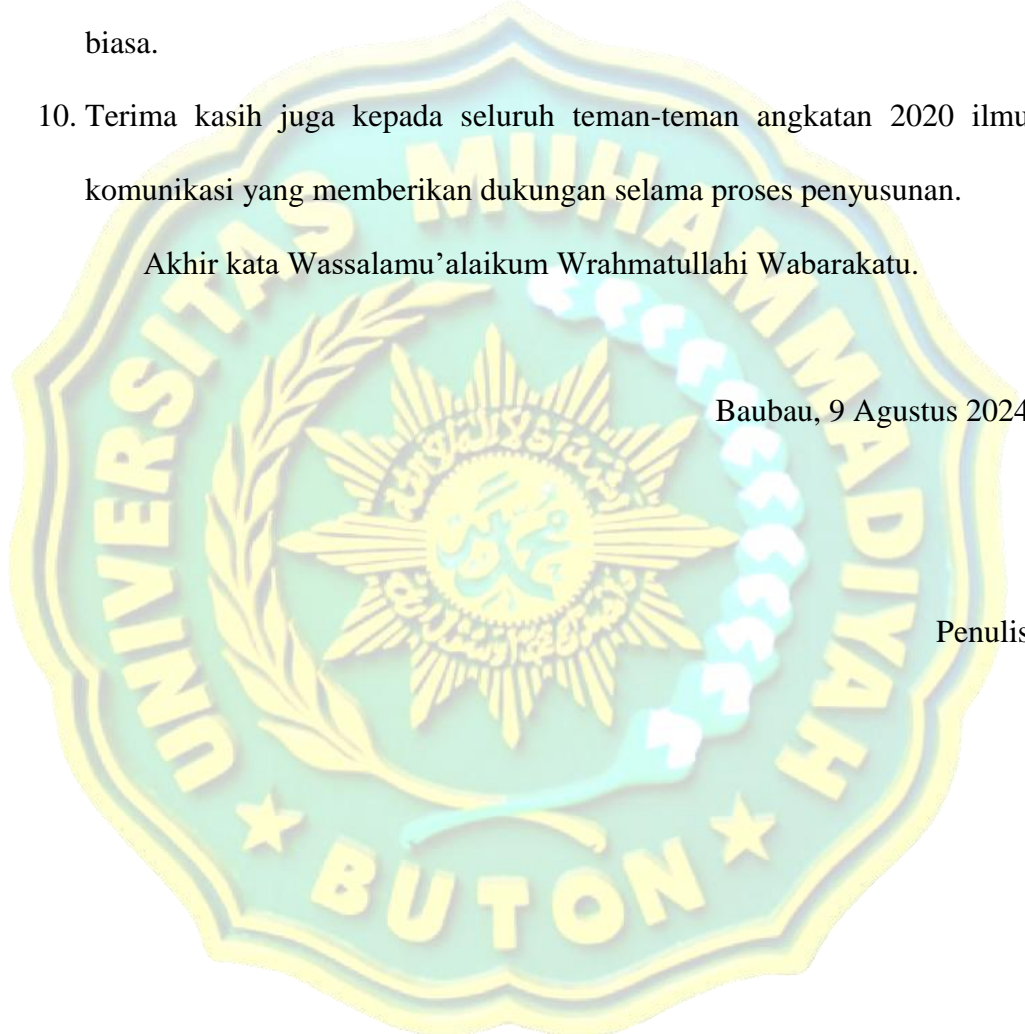 biasa.
10. Terima kasih juga kepada seluruh teman-teman angkatan 2020 ilmu
komunikasi yang memberikan dukungan selama proses penyusunan.
Akhir kata Wassalamu’alaikum Wrahmatullahi Wabarakatu.
Baubau, 9 Agustus 2024
Penulis
UNIVERSITAS MUHAMMADIYAH
BUTON